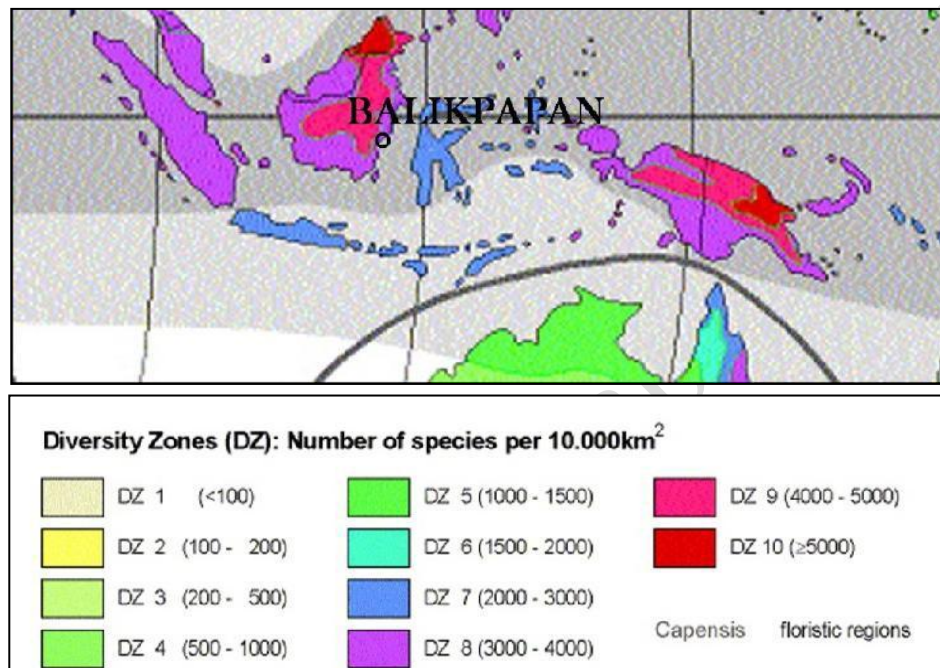 BALIKPAPAN
Diversity Zones (DZ): Number of species per 10.000km²
DZ 1 (<100)
DZ 2 (100 - 200)
DZ 3 (200 - 500)
DZ 4 (500 - 1000)
DZ 5 (1000 - 1500)
DZ 6 (1500 - 2000)
DZ 7 (2000 - 3000)
DZ 8 (3000 - 4000)
DZ 9 (4000 - 5000)
DZ 10 (≥5000)
Capensis floristic regions